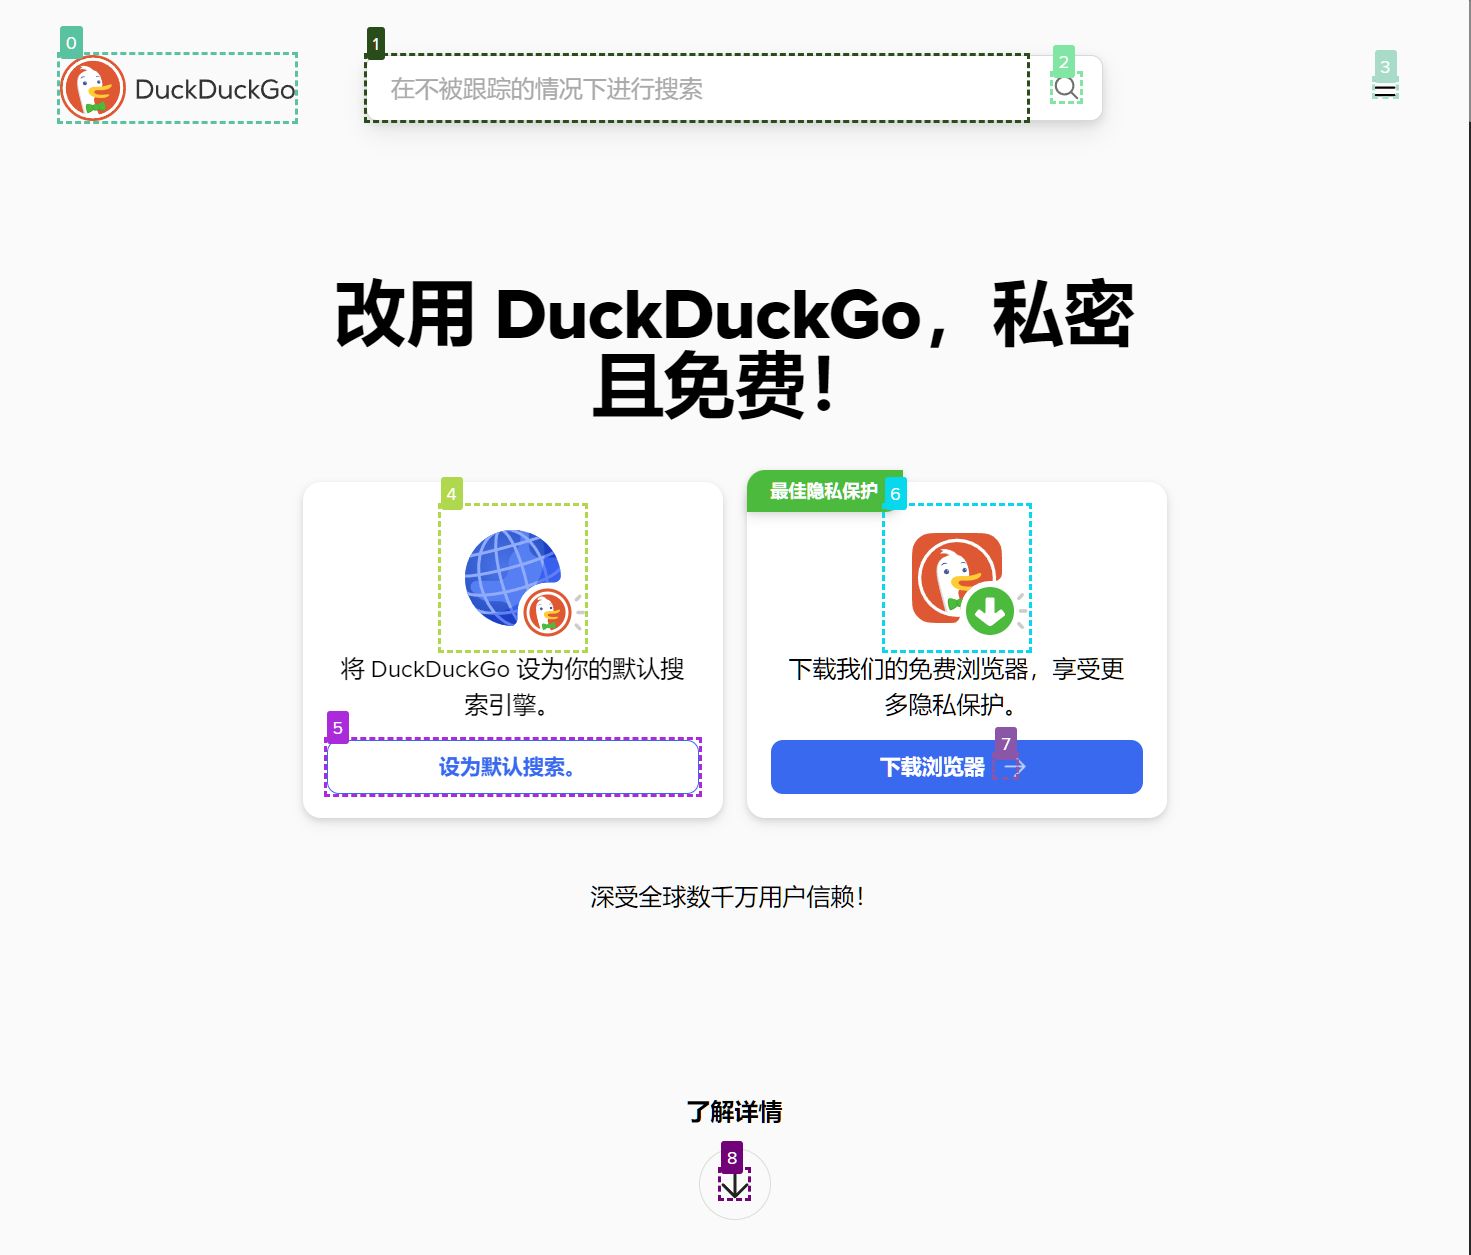 0
DuckDuckGo
1
在不被跟踪的情况下进行搜索
2
3
改用 DuckDuckGo，私密
且免费！
4
将 DuckDuckGo 设为你的默认搜
索引擎。
5
设为默认搜索。
最佳隐私保护
6
下载我们的免费浏览器，享受更
多隐私保护。
7
下载浏览器
深受全球数千万用户信赖！
了解详情
8